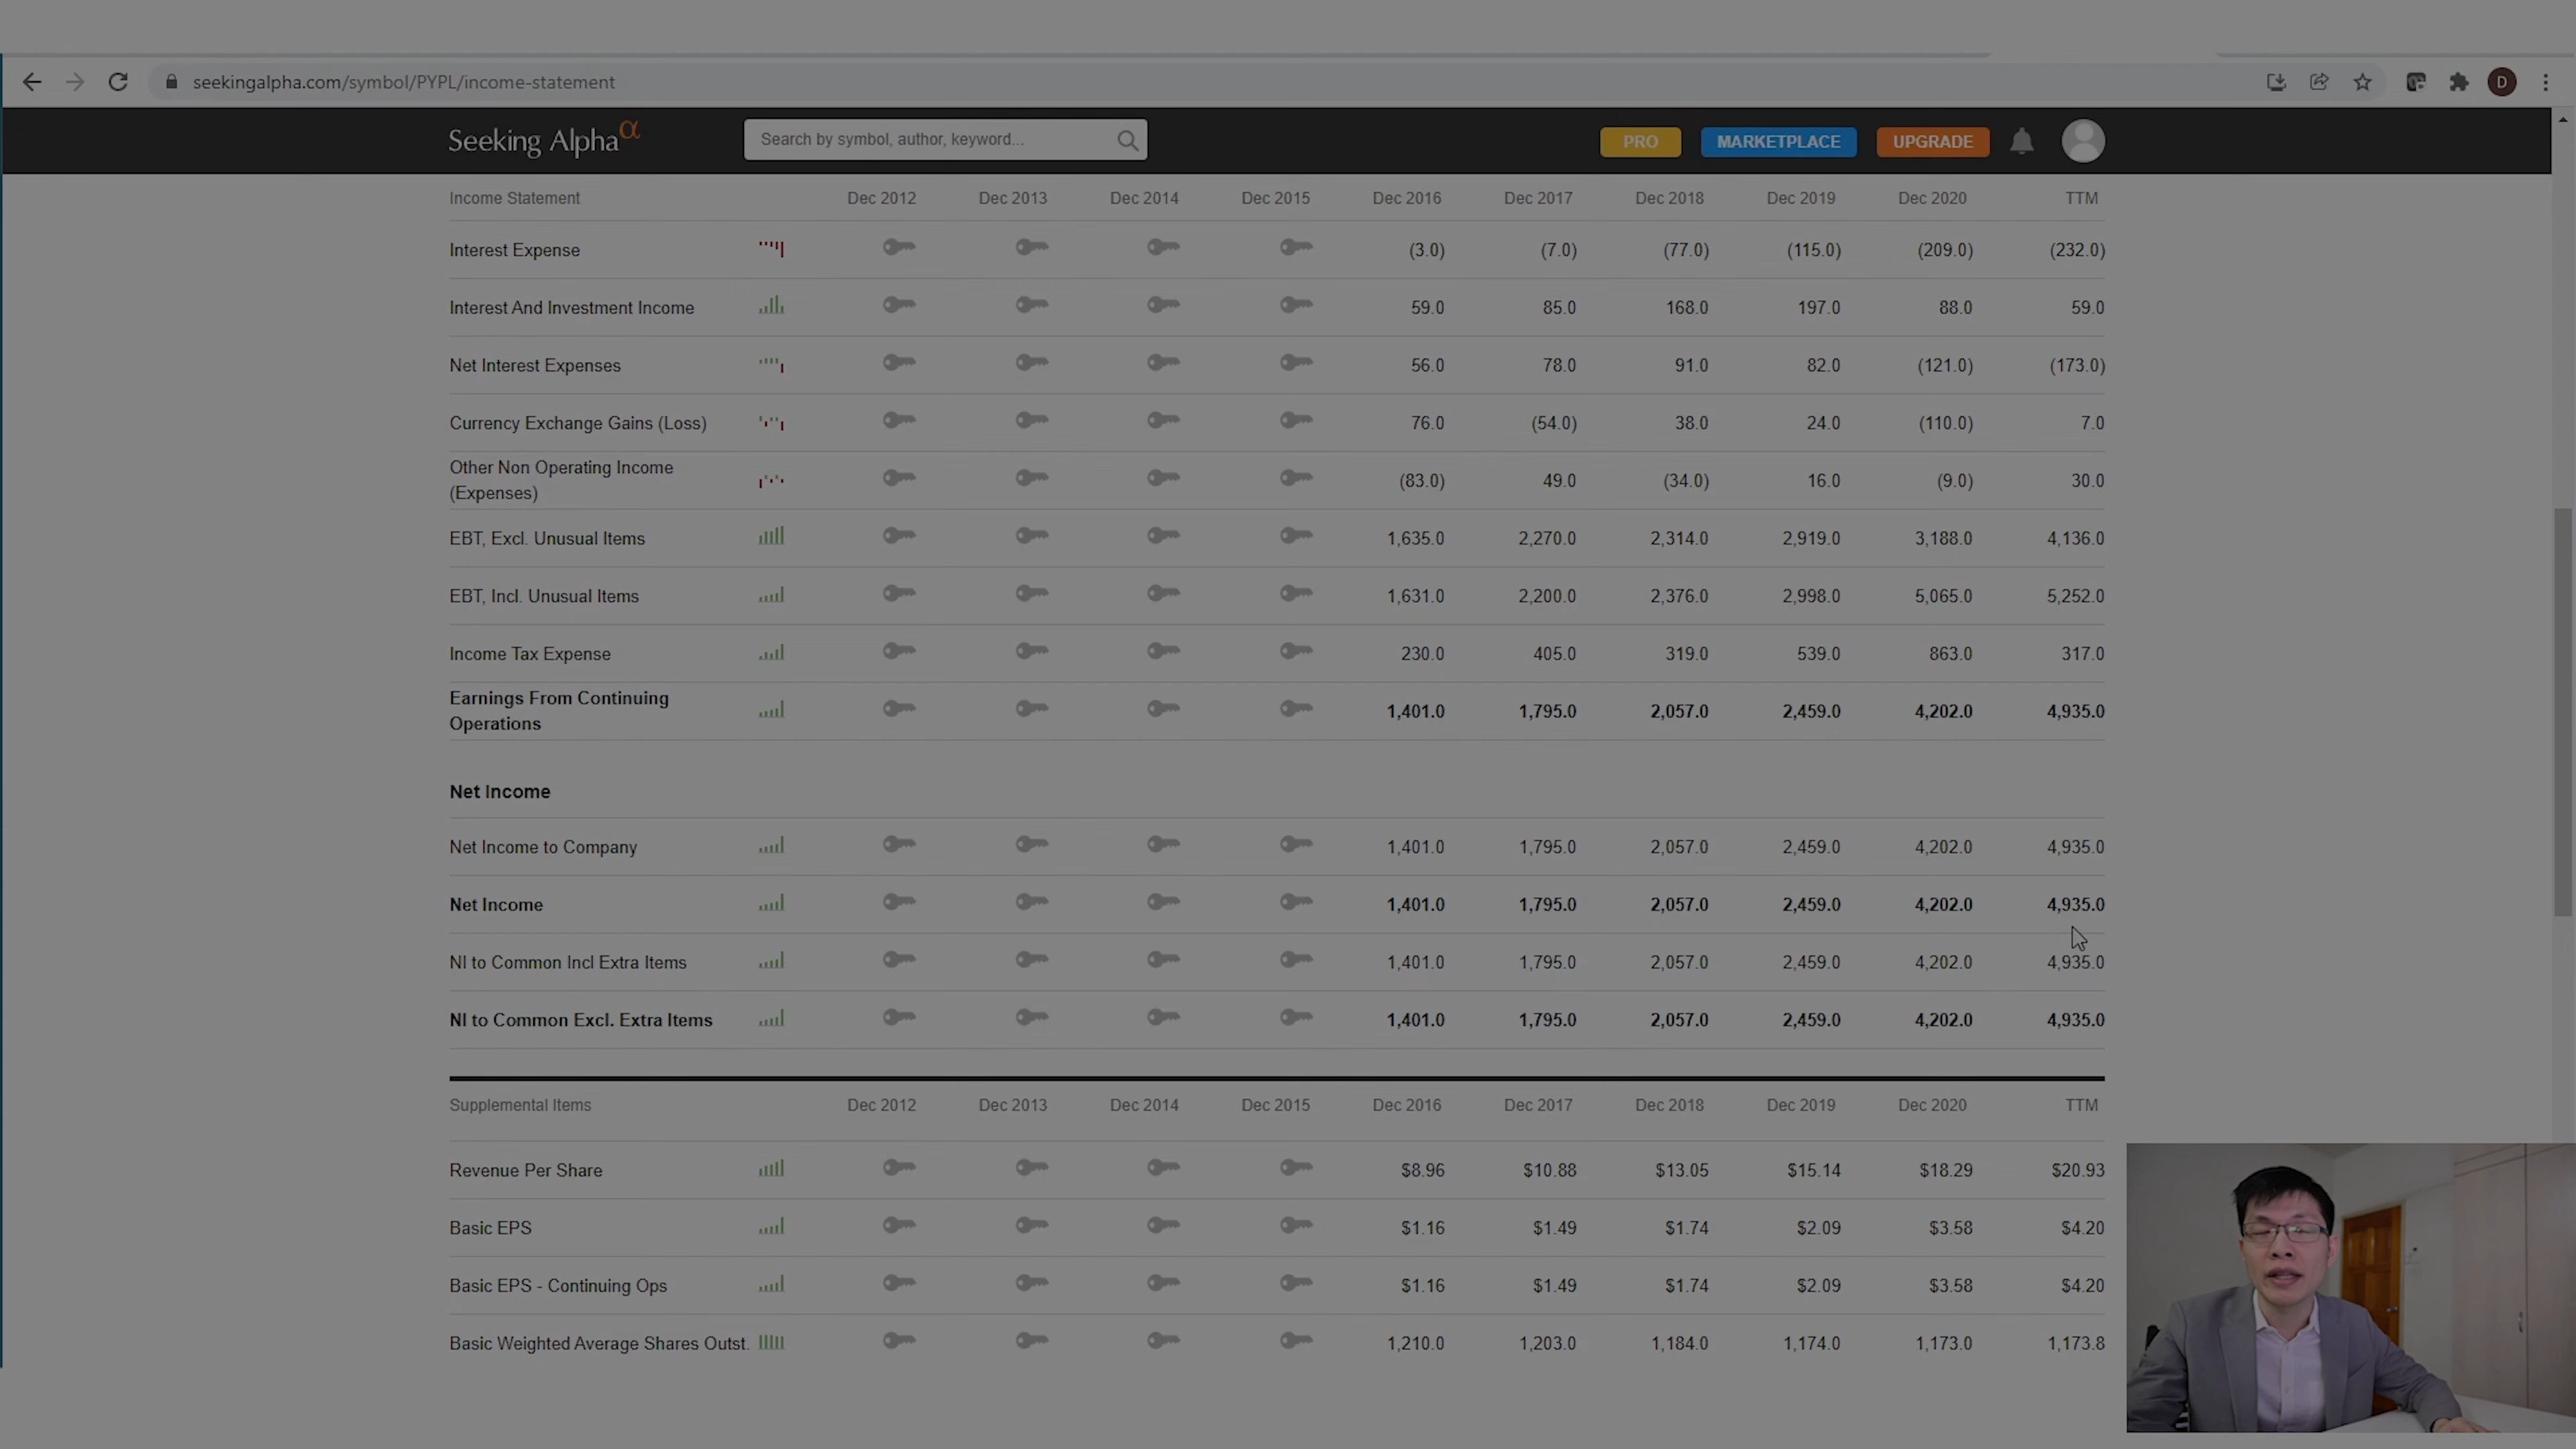 seekingalpha.com/symbol/PYPL/income-statement
D
Seeking Alphaα
Search by symbol, author, keyword...
PRO
MARKETPLACE
UPGRADE
Income Statement Dec 2012 Dec 2013 Dec 2014 Dec 2015 Dec 2016 Dec 2017 Dec 2018 Dec 2019 Dec 2020 TTM
Interest Expense (3.0) (7.0) (77.0) (115.0) (209.0) (232.0)
Interest And Investment Income 59.0 85.0 168.0 197.0 88.0 59.0
Net Interest Expenses 56.0 78.0 91.0 82.0 (121.0) (173.0)
Currency Exchange Gains (Loss) 76.0 (54.0) 38.0 24.0 (110.0) 7.0
Other Non Operating Income
(Expenses) (83.0) 49.0 (34.0) 16.0 (9.0) 30.0
EBT, Excl. Unusual Items 1,635.0 2,270.0 2,314.0 2,919.0 3,188.0 4,136.0
EBT, Incl. Unusual Items 1,631.0 2,200.0 2,376.0 2,998.0 5,065.0 5,252.0
Income Tax Expense 230.0 405.0 319.0 539.0 863.0 317.0
Earnings From Continuing
Operations 1,401.0 1,795.0 2,057.0 2,459.0 4,202.0 4,935.0
Net Income
Net Income to Company 1,401.0 1,795.0 2,057.0 2,459.0 4,202.0 4,935.0
Net Income 1,401.0 1,795.0 2,057.0 2,459.0 4,202.0 4,935.0
NI to Common Incl Extra Items 1,401.0 1,795.0 2,057.0 2,459.0 4,202.0 4,935.0
NI to Common Excl. Extra Items 1,401.0 1,795.0 2,057.0 2,459.0 4,202.0 4,935.0
Supplemental Items Dec 2012 Dec 2013 Dec 2014 Dec 2015 Dec 2016 Dec 2017 Dec 2018 Dec 2019 Dec 2020 TTM
Revenue Per Share $8.96 $10.88 $13.05 $15.14 $18.29 $20.93
Basic EPS $1.16 $1.49 $1.74 $2.09 $3.58 $4.20
Basic EPS - Continuing Ops $1.16 $1.49 $1.74 $2.09 $3.58 $4.20
Basic Weighted Average Shares Outst. 1,210.0 1,203.0 1,184.0 1,174.0 1,173.0 1,173.8